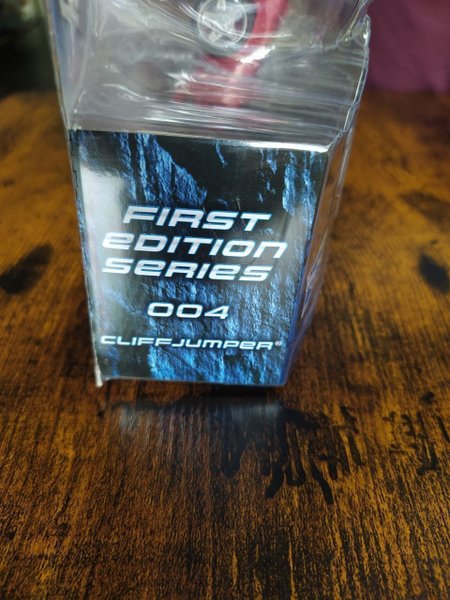 FIRST
EDITION
SERIES
004
CLIFFJUMPER®